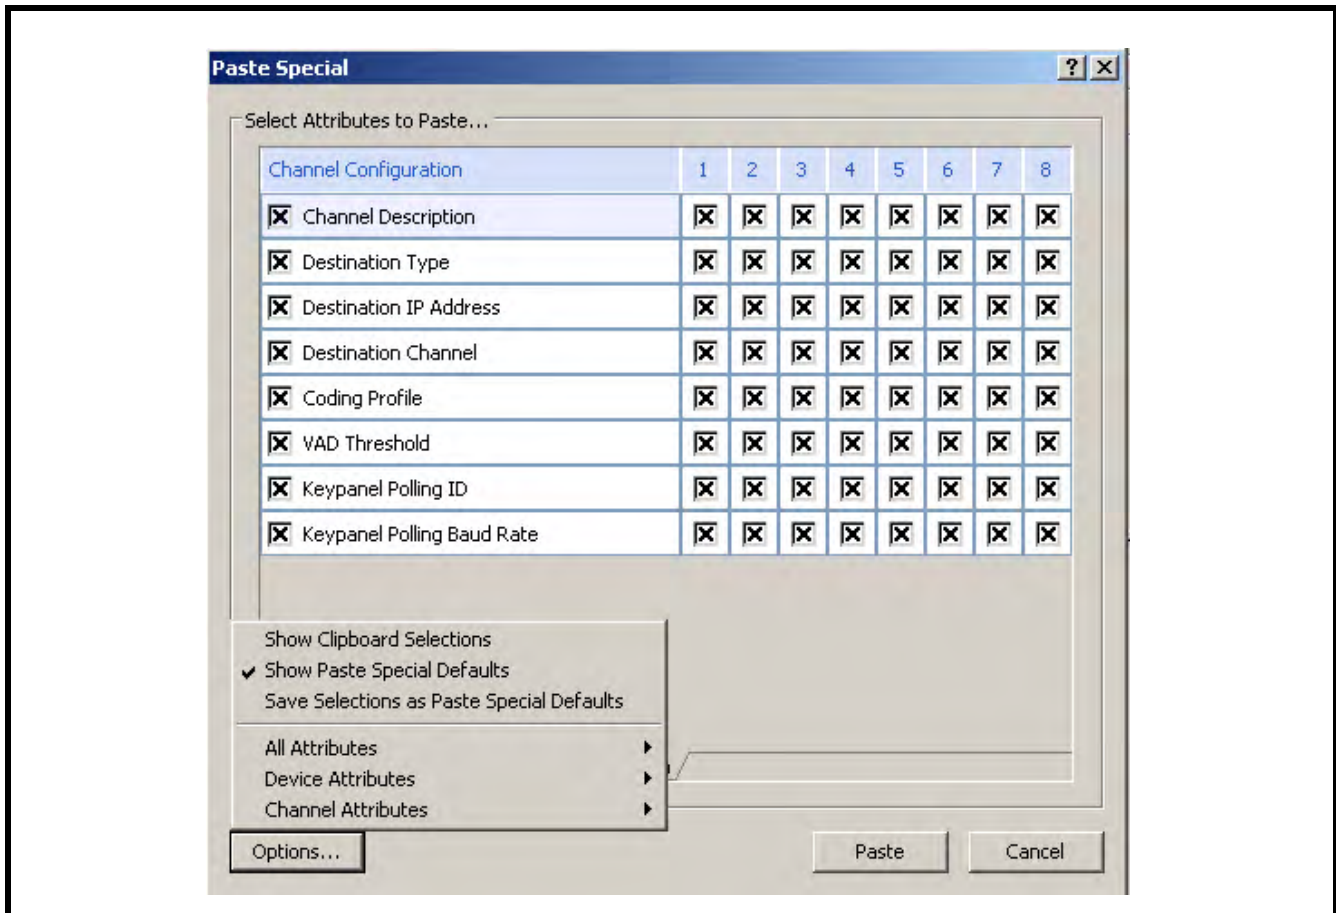 Paste Special
Select Attributes to Paste...
Channel Configuration 1 2 3 4 5 6 7 8
Channel Description
Destination Type
Destination IP Address
Destination Channel
Coding Profile
VAD Threshold
Keypanel Polling ID
Keypanel Polling Baud Rate
Show Clipboard Selections
Show Paste Special Defaults
Save Selections as Paste Special Defaults
All Attributes
Device Attributes
Channel Attributes
Options... Paste Cancel